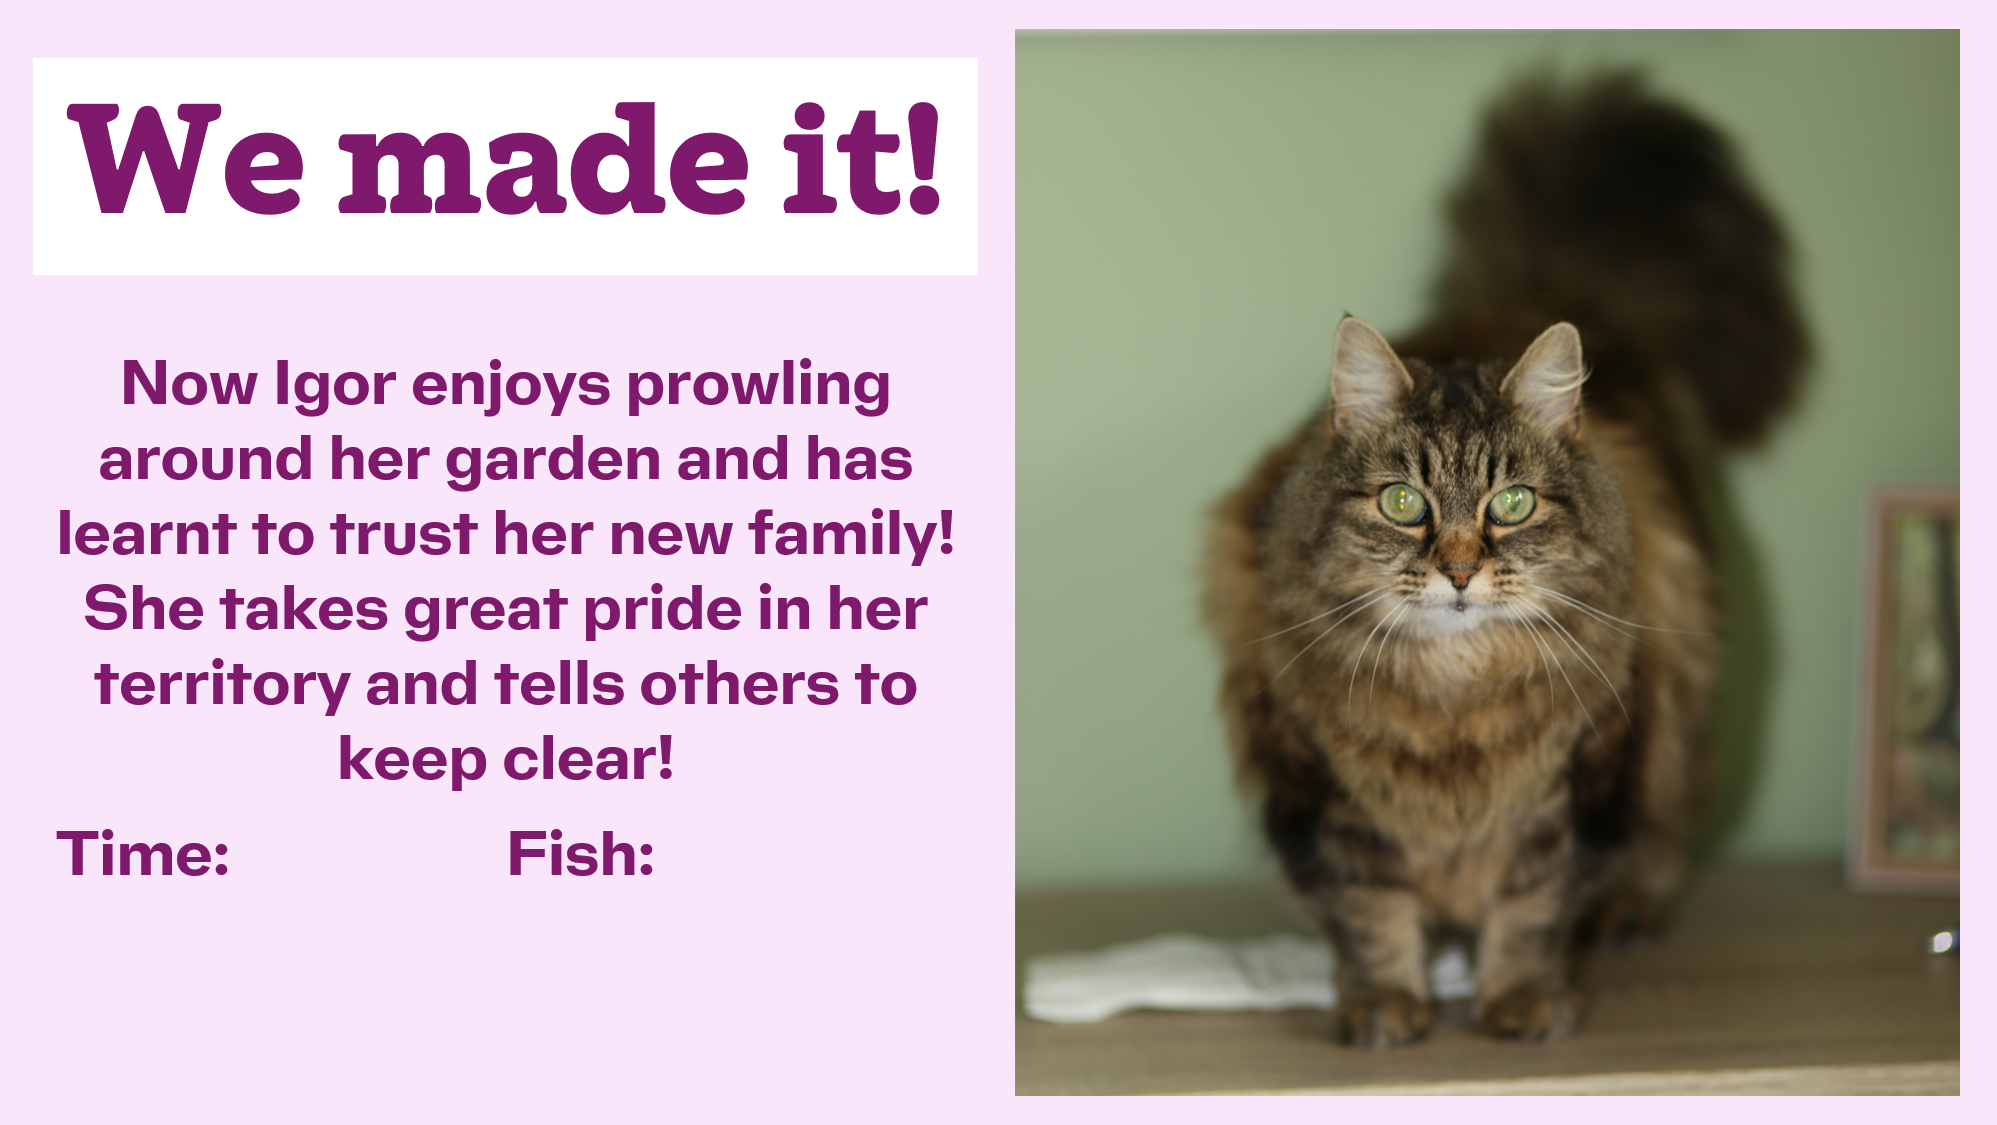 We made it!
Now Igor enjoys prowling
around her garden and has
learnt to trust her new family!
She takes great pride in her
territory and tells others to
keep clear!
Time: Fish: